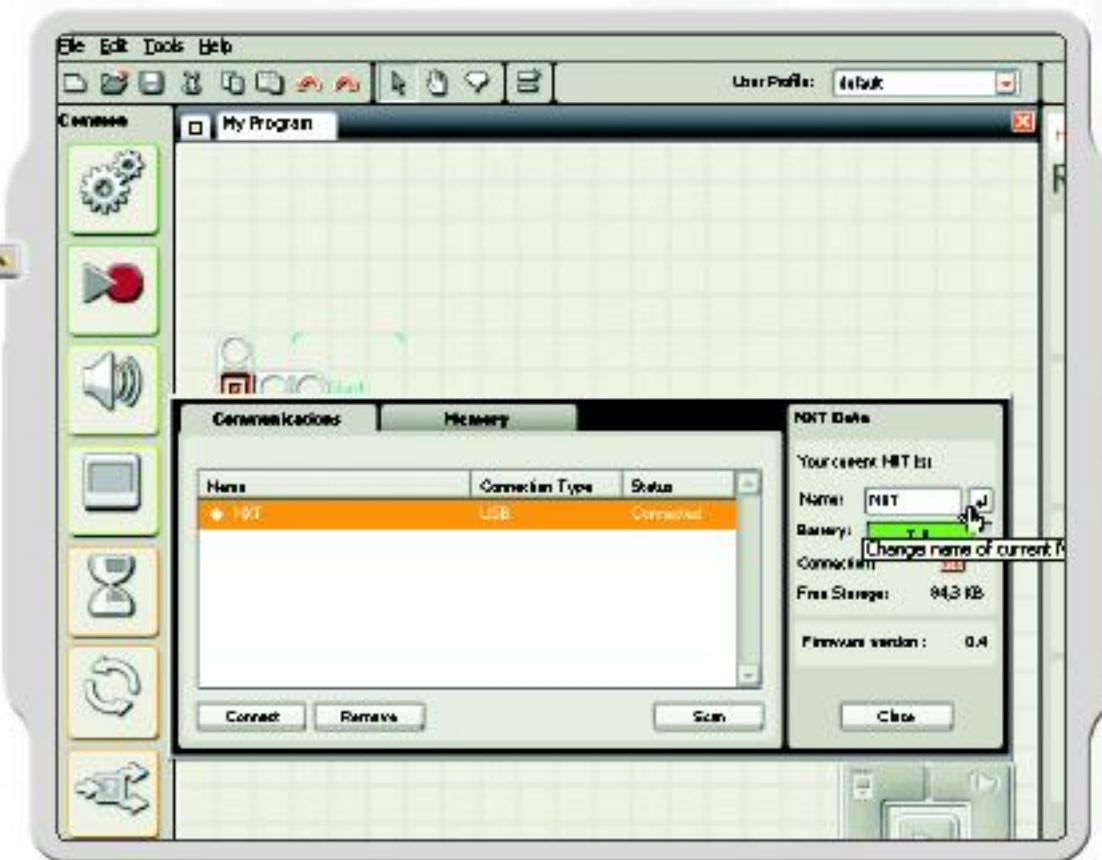 File Edit Tools Help
User Profile: default
Common
My Program
Communications Memory
Name Connection Type Status
NXT USB Connected
Connect Remove Scan
NXT Data
Your current NXT is:
Name: NXT
Battery:
Change name of current
Connection:
Free Storage: 94,3 KB
Firmware version: 0.4
Close